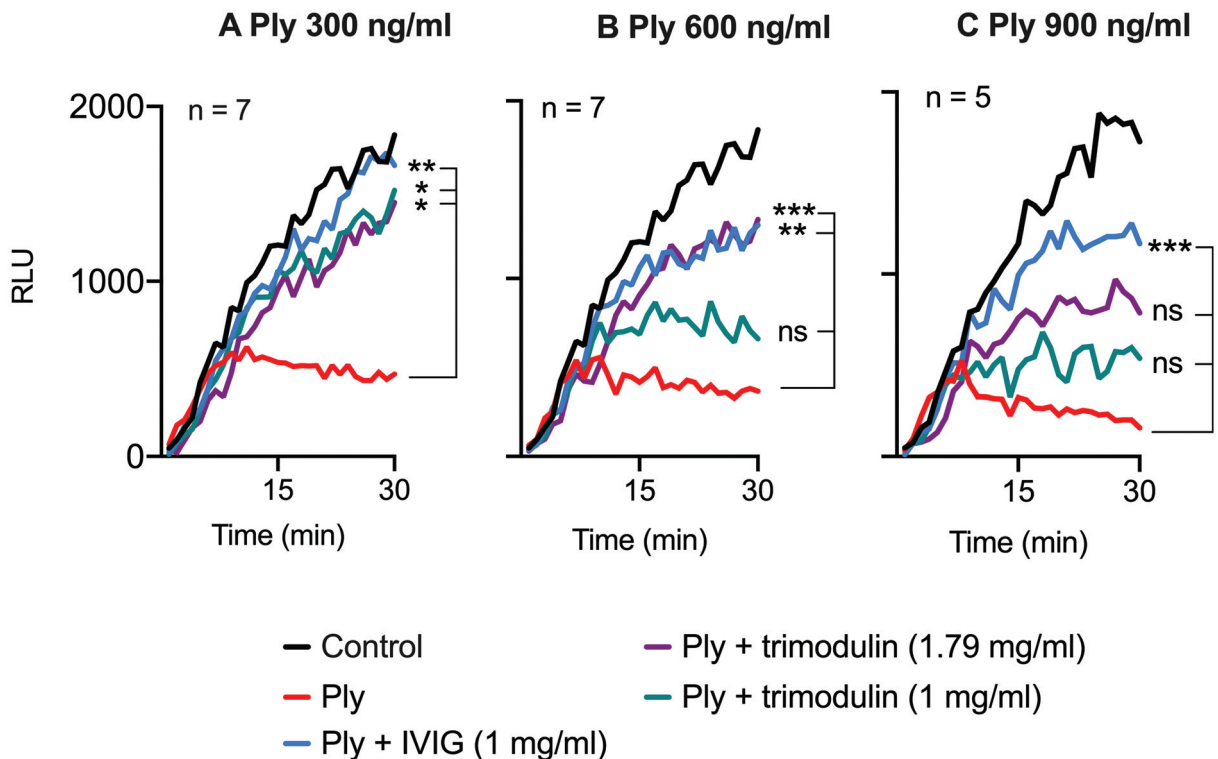 A Ply 300 ng/ml
B Ply 600 ng/ml
C Ply 900 ng/ml
2000
n = 7
n = 7
n = 5
**
*
*
***
**
***
1000
RLU
ns
ns
ns
0
15
30
15
30
15
30
Time (min)
Time (min)
Time (min)
Control
Ply + trimodulin (1.79 mg/ml)
Ply
Ply + trimodulin (1 mg/ml)
Ply + IVIG (1 mg/ml)